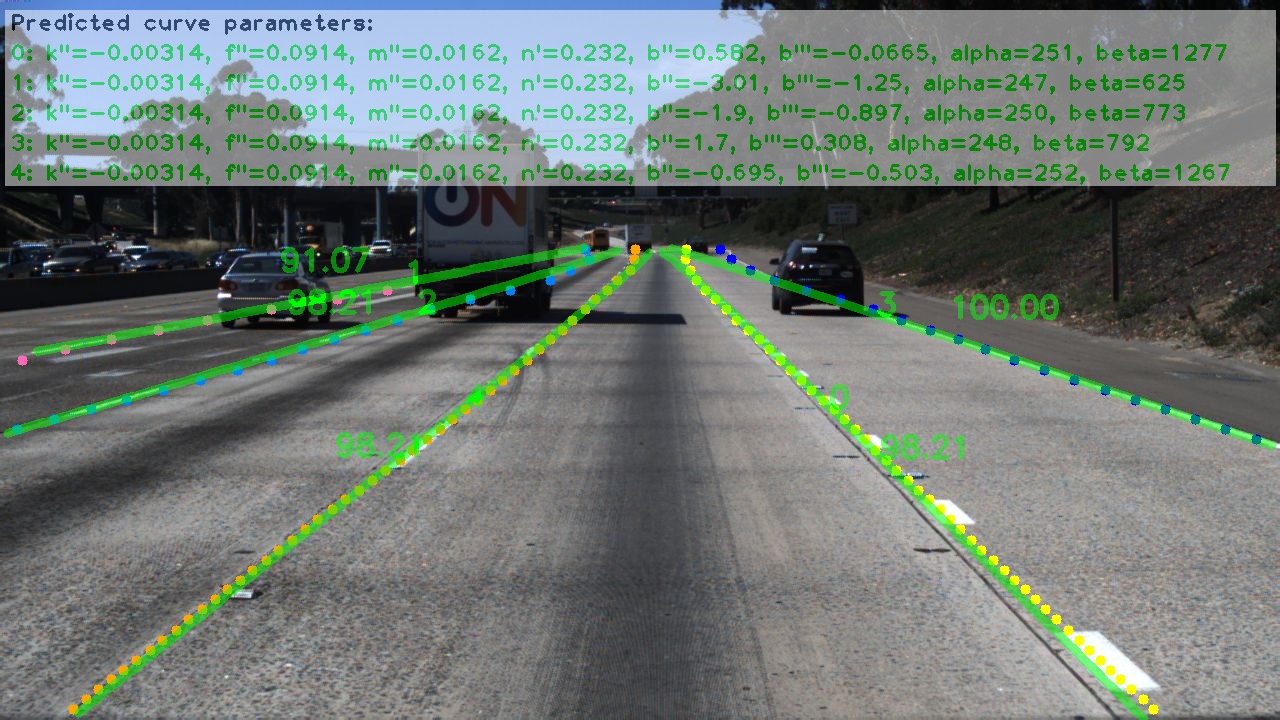 Predicted curve parameters:
0: k''=-0.00314, f''=0.0914, m''=0.0162, n'=0.232, b''=0.582, b'''=-0.0665, alpha=251, beta=1277
1: k''=-0.00314, f''=0.0914, m''=0.0162, n'=0.232, b''=-3.01, b'''=-1.25, alpha=247, beta=625
2: k''=-0.00314, f''=0.0914, m''=0.0162, n'=0.232, b''=-1.9, b'''=-0.897, alpha=250, beta=773
3: k''=-0.00314, f''=0.0914, m''=0.0162, n'=0.232, b''=1.7, b'''=0.308, alpha=248, beta=792
4: k''=-0.00314, f''=0.0914, m''=0.0162, n'=0.232, b''=-0.695, b'''=-0.503, alpha=252, beta=1267
ON
91.07 1
98.21 2
3 100.00
0
98.21
98.21